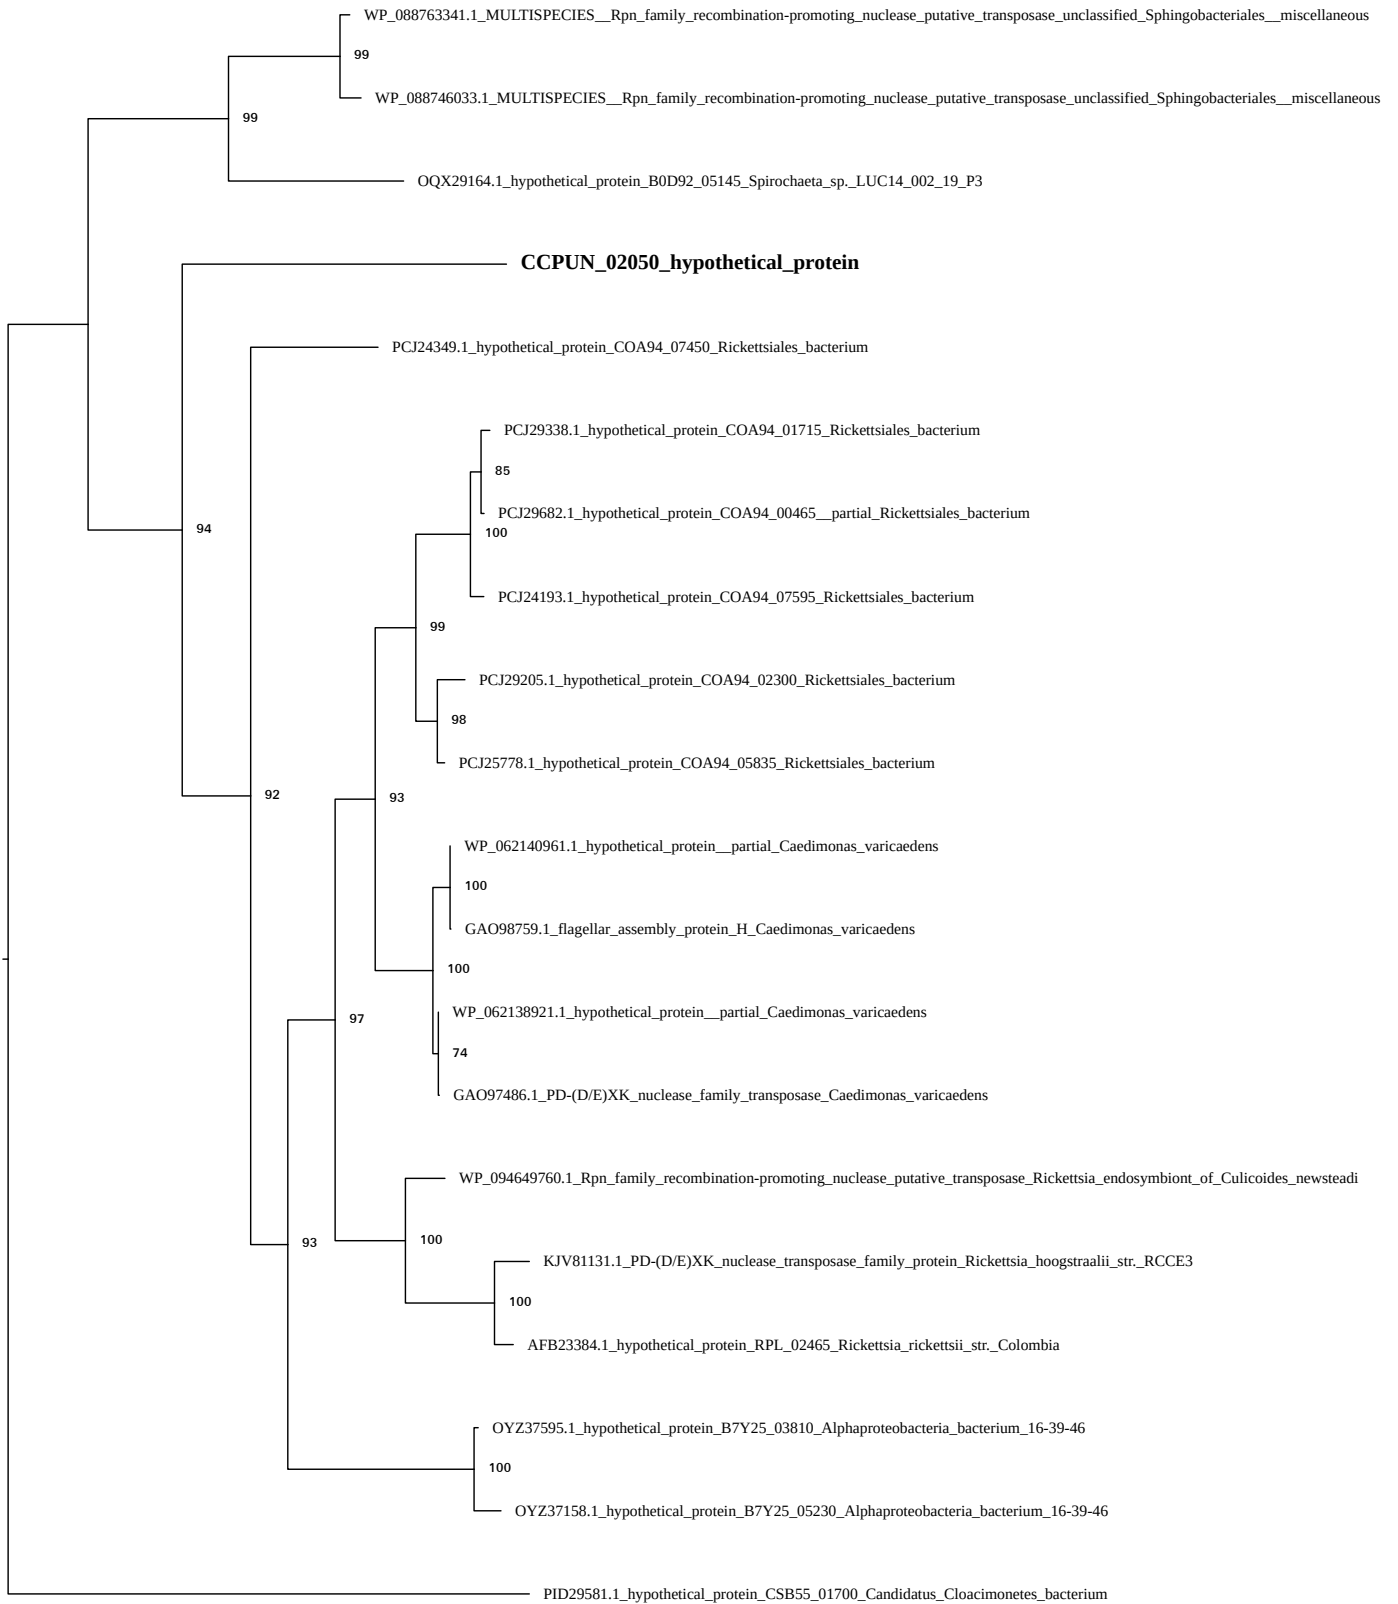 WP_088763341.1_MULTISPECIES__Rpn_family_recombination-promoting_nuclease_putative_transposase_unclassified_Sphingobacteriales__miscellaneous
99
WP_088746033.1_MULTISPECIES__Rpn_family_recombination-promoting_nuclease_putative_transposase_unclassified_Sphingobacteriales__miscellaneous
99
OQX29164.1_hypothetical_protein_B0D92_05145_Spirochaeta_sp._LUC14_002_19_P3
CCPUN_02050_hypothetical_protein
PCJ24349.1_hypothetical_protein_COA94_07450_Rickettsiales_bacterium
PCJ29338.1_hypothetical_protein_COA94_01715_Rickettsiales_bacterium
85
PCJ29682.1_hypothetical_protein_COA94_00465__partial_Rickettsiales_bacterium
94
100
PCJ24193.1_hypothetical_protein_COA94_07595_Rickettsiales_bacterium
99
PCJ29205.1_hypothetical_protein_COA94_02300_Rickettsiales_bacterium
98
PCJ25778.1_hypothetical_protein_COA94_05835_Rickettsiales_bacterium
92
93
WP_062140961.1_hypothetical_protein__partial_Caedimonas_varicaedens
100
GAO98759.1_flagellar_assembly_protein_H_Caedimonas_varicaedens
100
WP_062138921.1_hypothetical_protein__partial_Caedimonas_varicaedens
97
74
GAO97486.1_PD-(D/E)XK_nuclease_family_transposase_Caedimonas_varicaedens
WP_094649760.1_Rpn_family_recombination-promoting_nuclease_putative_transposase_Rickettsia_endosymbiont_of_Culicoides_newsteadi
93
100
KJV81131.1_PD-(D/E)XK_nuclease_transposase_family_protein_Rickettsia_hoogstraalii_str._RCCE3
100
AFB23384.1_hypothetical_protein_RPL_02465_Rickettsia_rickettsii_str._Colombia
OYZ37595.1_hypothetical_protein_B7Y25_03810_Alphaproteobacteria_bacterium_16-39-46
100
OYZ37158.1_hypothetical_protein_B7Y25_05230_Alphaproteobacteria_bacterium_16-39-46
PID29581.1_hypothetical_protein_CSB55_01700_Candidatus_Cloacimonetes_bacterium